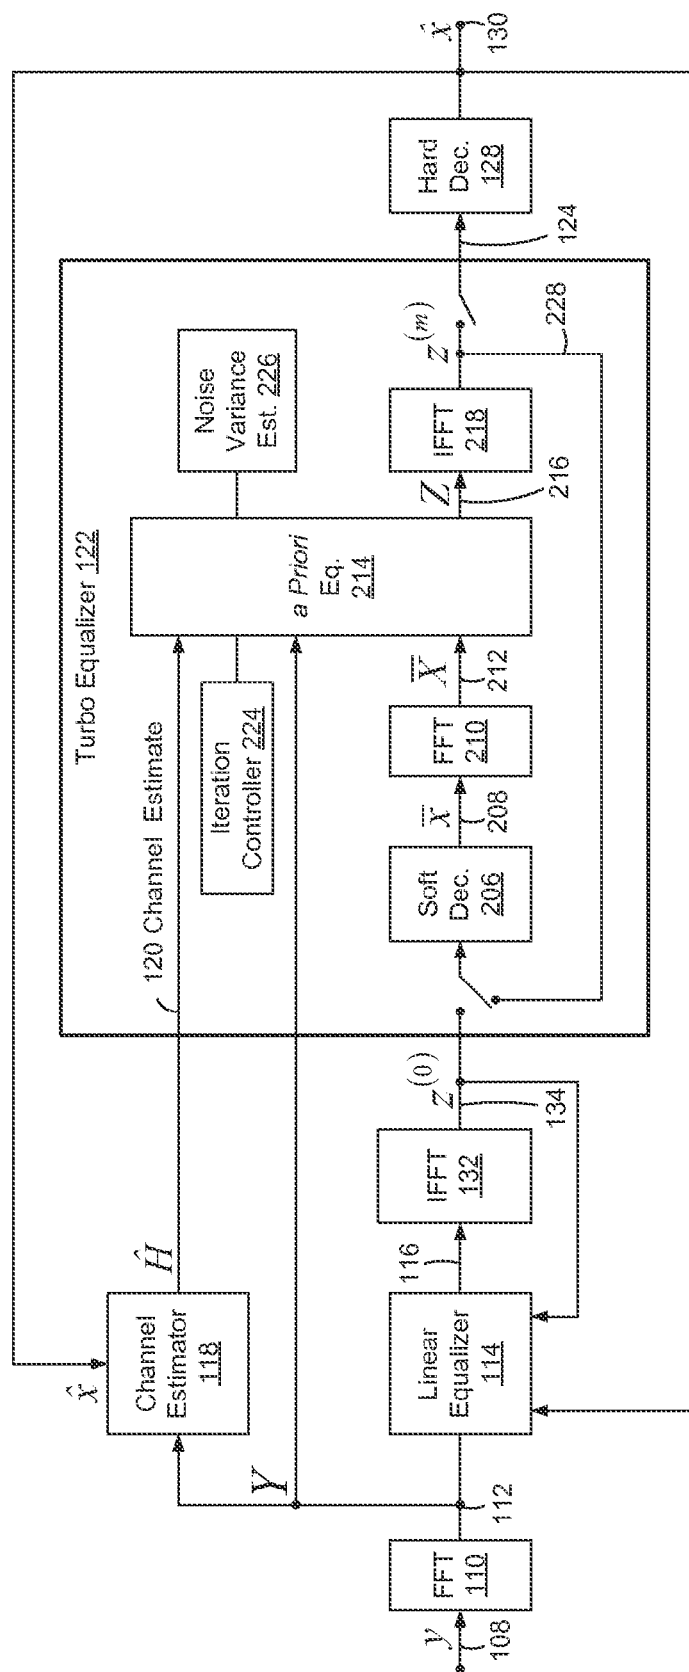 y
108
FFT
110
112
Y
x̂
Channel
Estimator
118
Ĥ
Linear
Equalizer
114
116
IFFT
132
z(0)
134
120 Channel Estimate
Turbo Equalizer 122
Iteration
Controller 224
Soft
Dec.
206
x̅
208
FFT
210
X̅
212
a Priori
Eq.
214
Noise
Variance
Est. 226
Z
216
IFFT
218
z(m)
228
124
Hard
Dec.
128
x̂
130